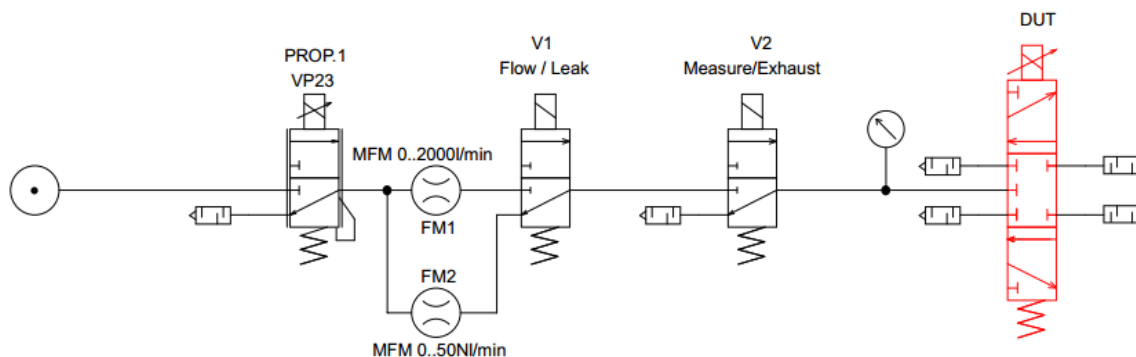 PROP.1
VP23
V1
Flow / Leak
V2
Measure/Exhaust
DUT
MFM 0..2000l/min
FM1
FM2
MFM 0..50Nl/min